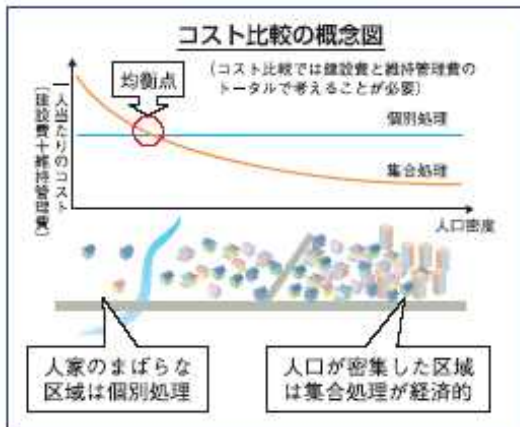 コスト比較の概念図
均衡点
(コスト比較では建設費と維持管理費の
トータルで考えることが必要)
個別処理
集合処理
一人当たりのコスト
〔建設費+維持管理費〕
人口密度
人家のまばらな
区域は個別処理
人口が密集した区域
は集合処理が経済的